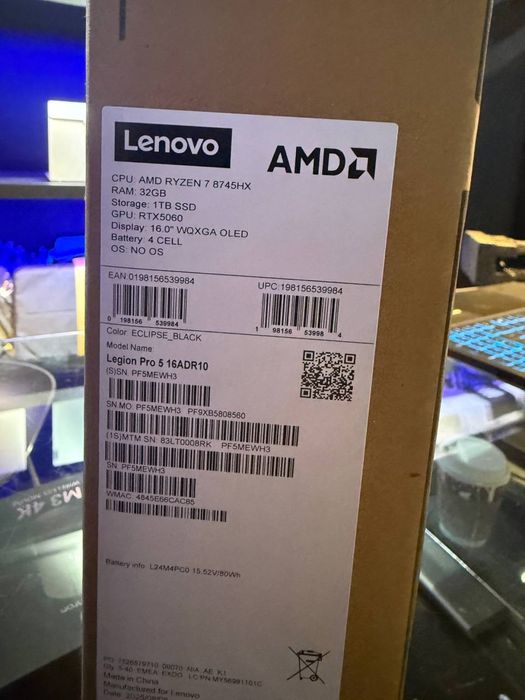 Lenovo
AMD
CPU: AMD RYZEN 7 8745HX
RAM: 32GB
Storage: 1TB SSD
GPU: RTX5060
Display: 16.0" WQXGA OLED
Battery: 4 CELL
OS: NO OS
EAN:0198156539984
UPC:198156539984
0 198156 539984
1 98156 53998 4
Color: ECLIPSE_BLACK
Model Name:
Legion Pro 5 16ADR10
(S)SN: PF5MEWH3
SN MO: PF5MEWH3 PF9XB5808560
(1S)MTM SN: 83LT0008RK PF5MEWH3
SN: PF5MEWH3
WMAC: 4845E66CAC85
Battery info: L24M4PC0 15.52V/80Wh
Made in China
Manufactured for Lenovo
M3 4K